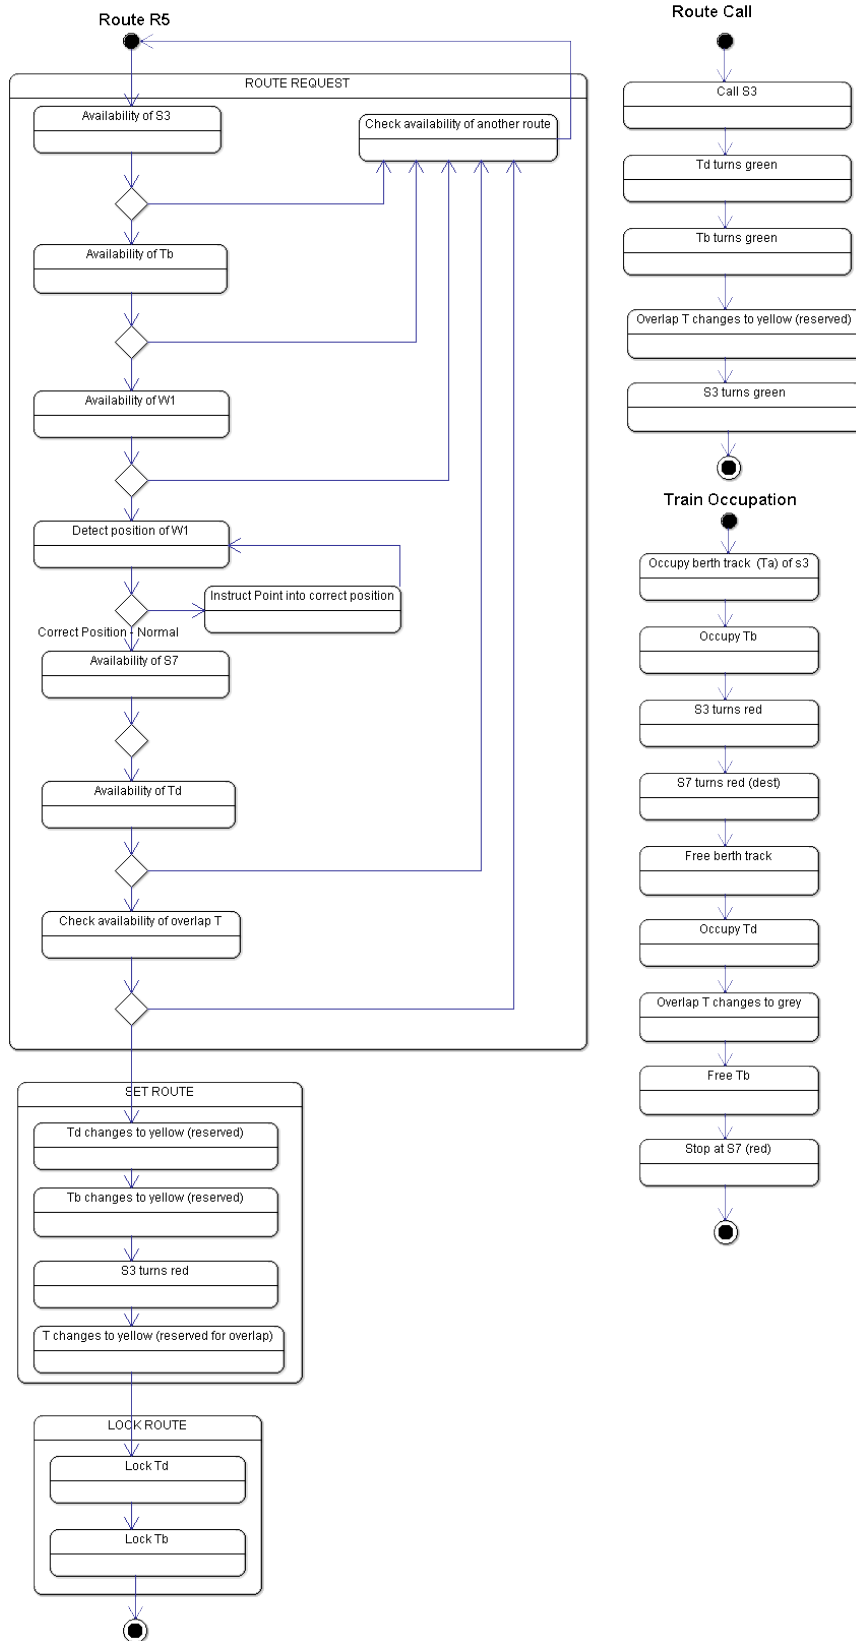 Route R5
ROUTE REQUEST
Availability of S3
Check availability of another route
Availability of Tb
Availability of W1
Detect position of W1
Instruct Point into correct position
Correct Position - Normal
Availability of S7
Availability of Td
Check availability of overlap T
SET ROUTE
Td changes to yellow (reserved)
Tb changes to yellow (reserved)
S3 turns red
T changes to yellow (reserved for overlap)
LOCK ROUTE
Lock Td
Lock Tb
Route Call
Call S3
Td turns green
Tb turns green
Overlap T changes to yellow (reserved)
S3 turns green
Train Occupation
Occupy berth track (Ta) of s3
Occupy Tb
S3 turns red
S7 turns red (dest)
Free berth track
Occupy Td
Overlap T changes to grey
Free Tb
Stop at S7 (red)